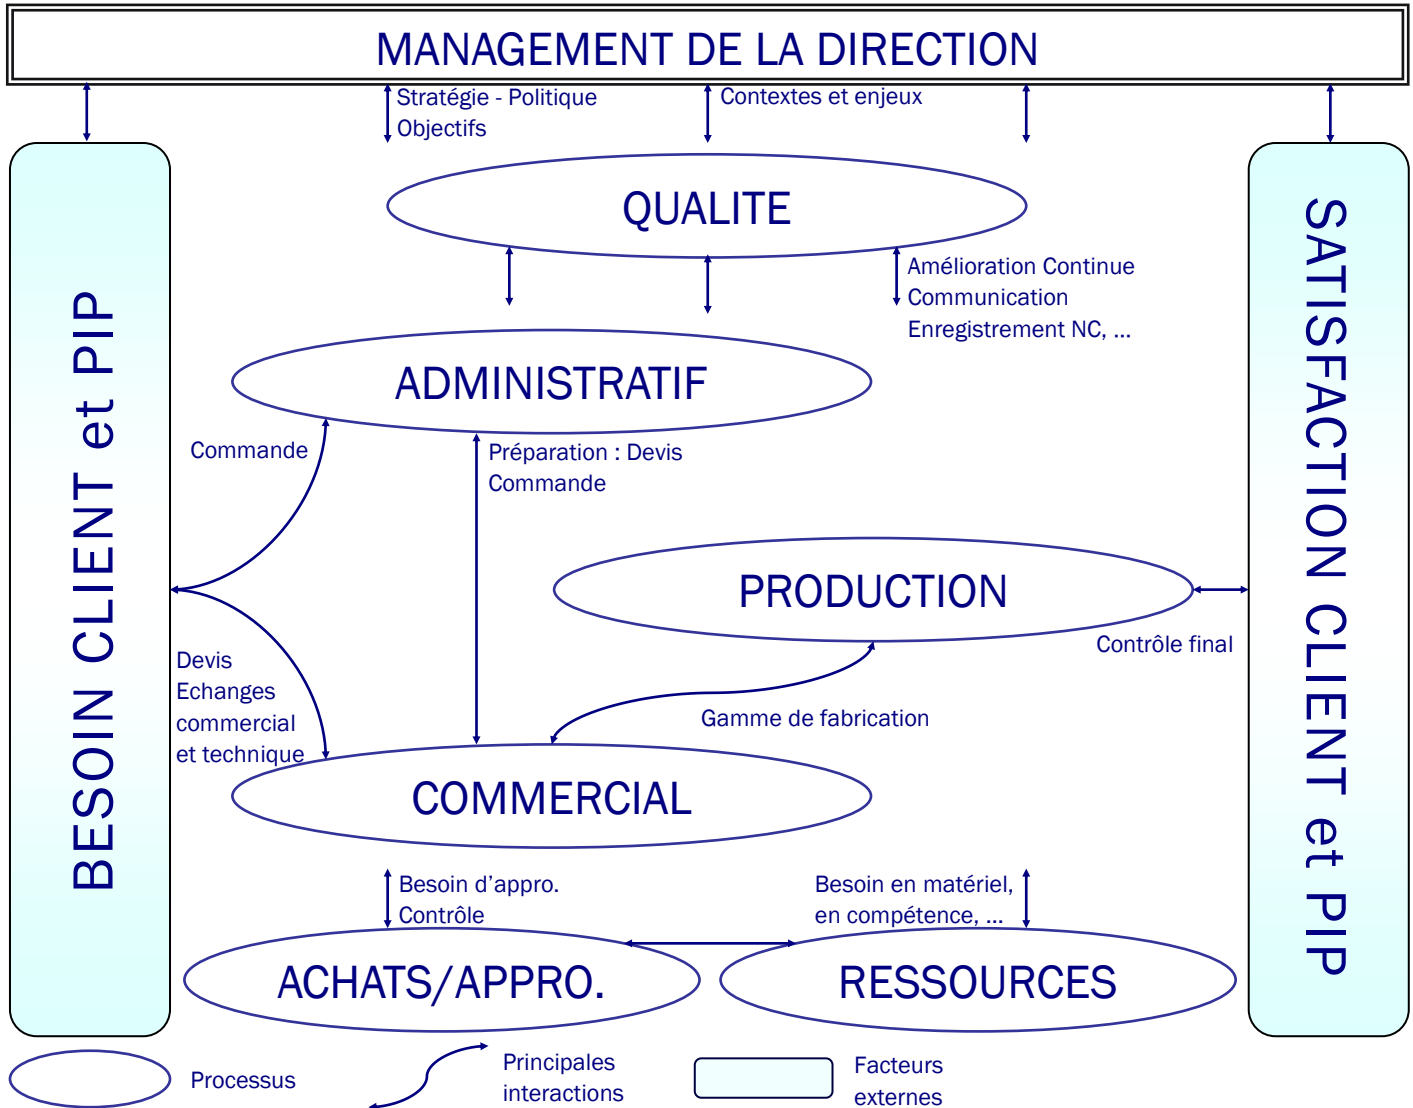 MANAGEMENT DE LA DIRECTION
Stratégie - Politique
Objectifs
Contextes et enjeux
QUALITE
Amélioration Continue
Communication
Enregistrement NC, ...
BESOIN CLIENT et PIP
SATISFACTION CLIENT et PIP
ADMINISTRATIF
Commande
Préparation : Devis
Commande
PRODUCTION
Contrôle final
Devis
Echanges
commercial
et technique
Gamme de fabrication
COMMERCIAL
Besoin d'appro.
Contrôle
Besoin en matériel,
en compétence, ...
ACHATS/APPRO.
RESSOURCES
Processus
Principales
interactions
Facteurs
externes